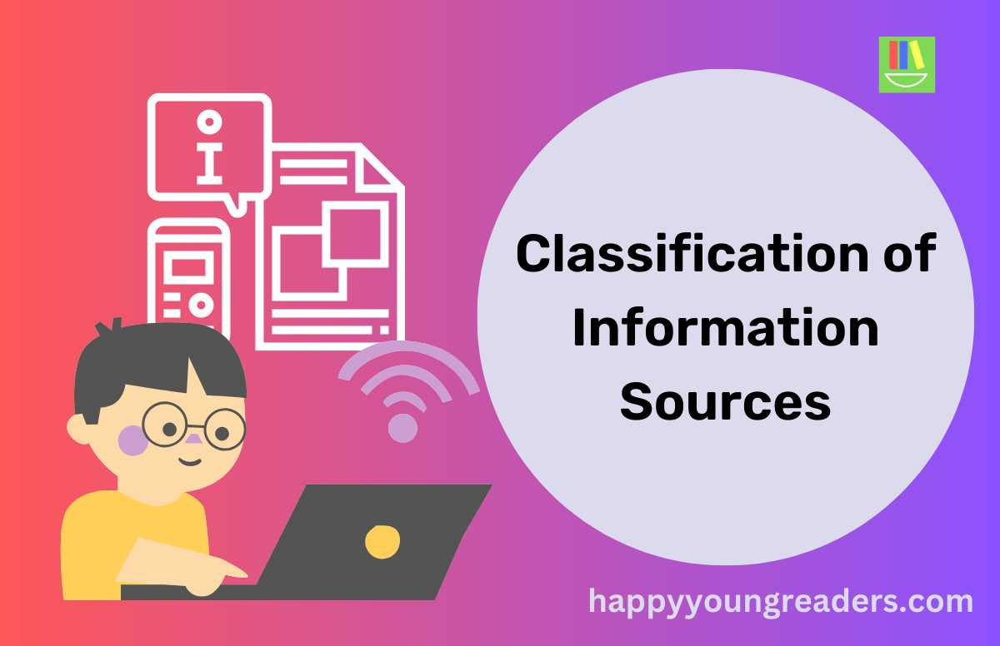 Classification of
Information
Sources
happyyoungreaders.com